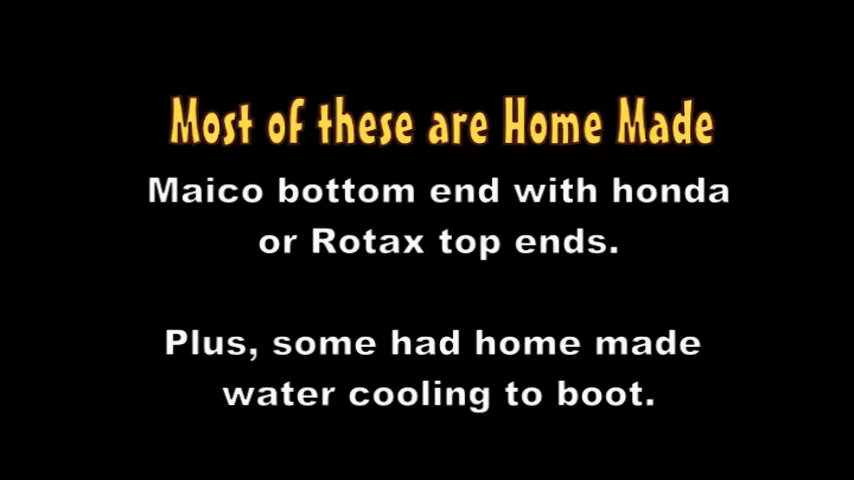 Most of these are Home Made
Maico bottom end with honda
or Rotax top ends.
Plus, some had home made
water cooling to boot.